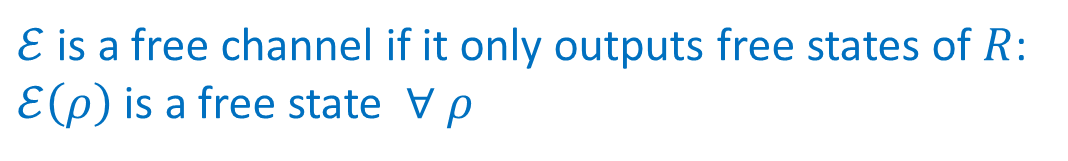 ℰ is a free channel if it only outputs free states of 𝑅:
ℰ(𝜌) is a free state ∀ 𝜌